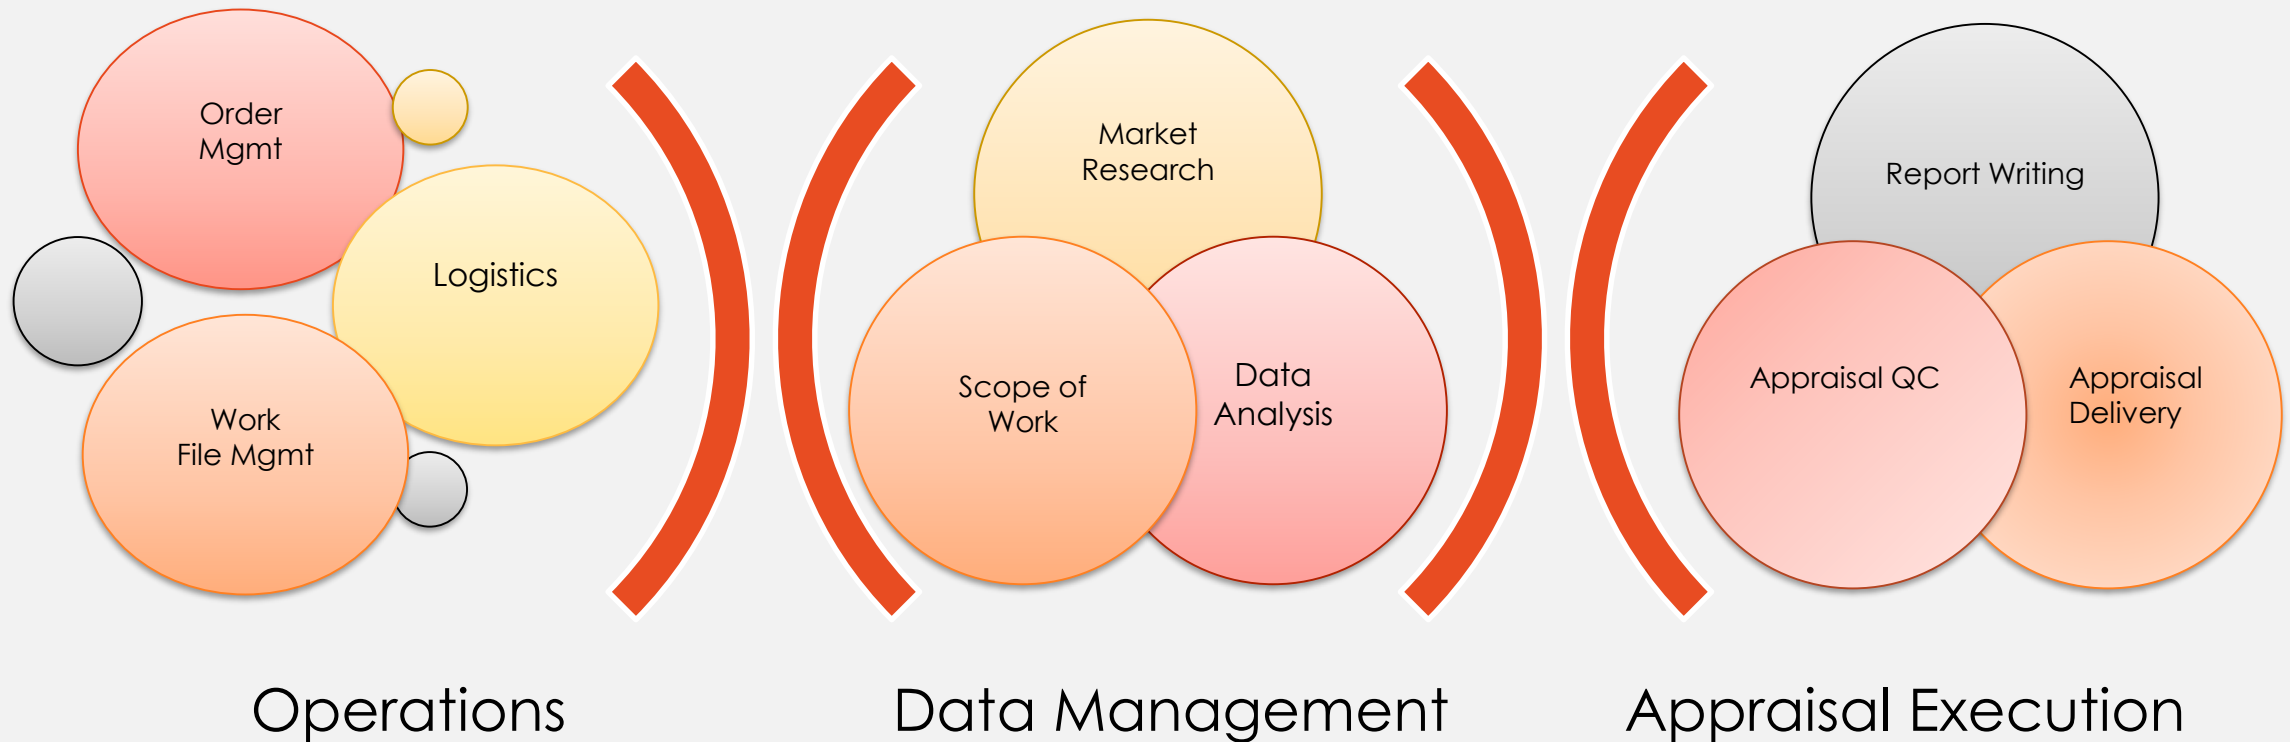 Order
Mgmt
Logistics
Work
File Mgmt
Market
Research
Scope of
Work
Data
Analysis
Report Writing
Appraisal QC
Appraisal
Delivery
Operations
Data Management
Appraisal Execution